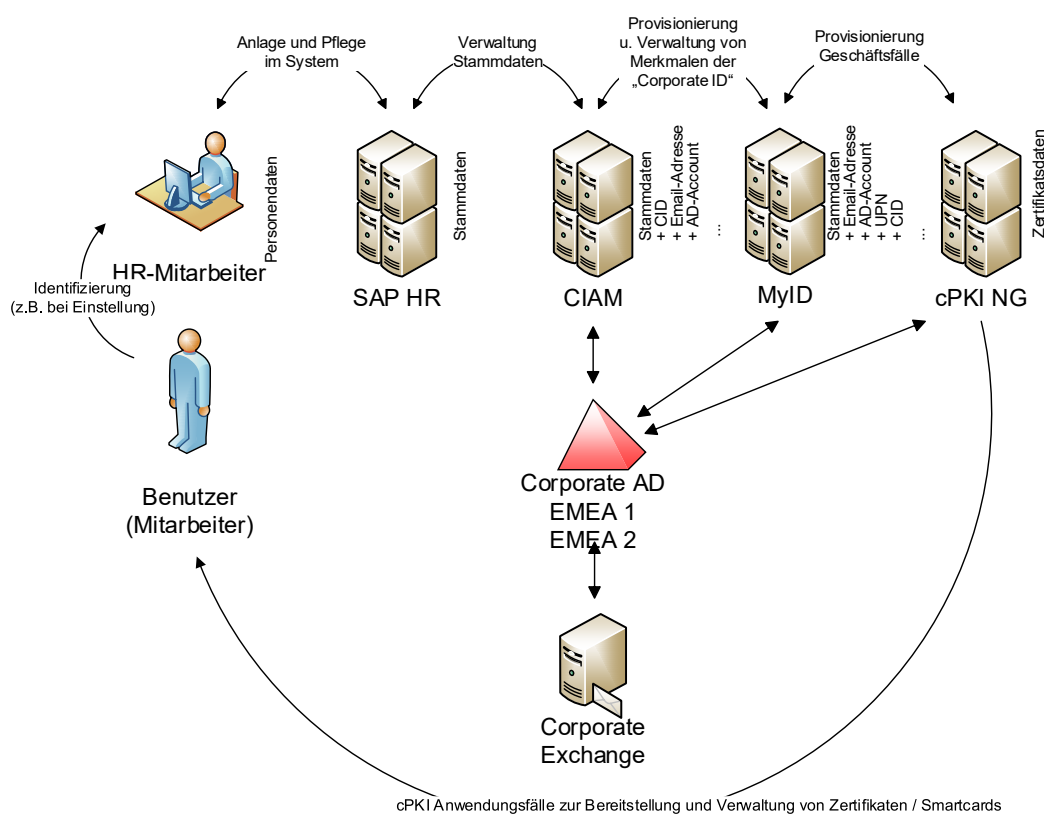 Anlage und Pflege
im System
Verwaltung
Stammdaten
Provisionierung
u. Verwaltung von
Merkmalen der
„Corporate ID“
Provisionierung
Geschäftsfälle
Personendaten
Stammdaten
Stammdaten
+ CID
+ Email-Adresse
+ AD-Account
...
Stammdaten
+ Email-Adresse
+ AD-Account
+ UPN
+ CID
...
Zertifikatsdaten
HR-Mitarbeiter
SAP HR
CIAM
MyID
cPKI NG
Identifizierung
(z.B. bei Einstellung)
Benutzer
(Mitarbeiter)
Corporate AD
EMEA 1
EMEA 2
Corporate
Exchange
cPKI Anwendungsfälle zur Bereitstellung und Verwaltung von Zertifikaten / Smartcards